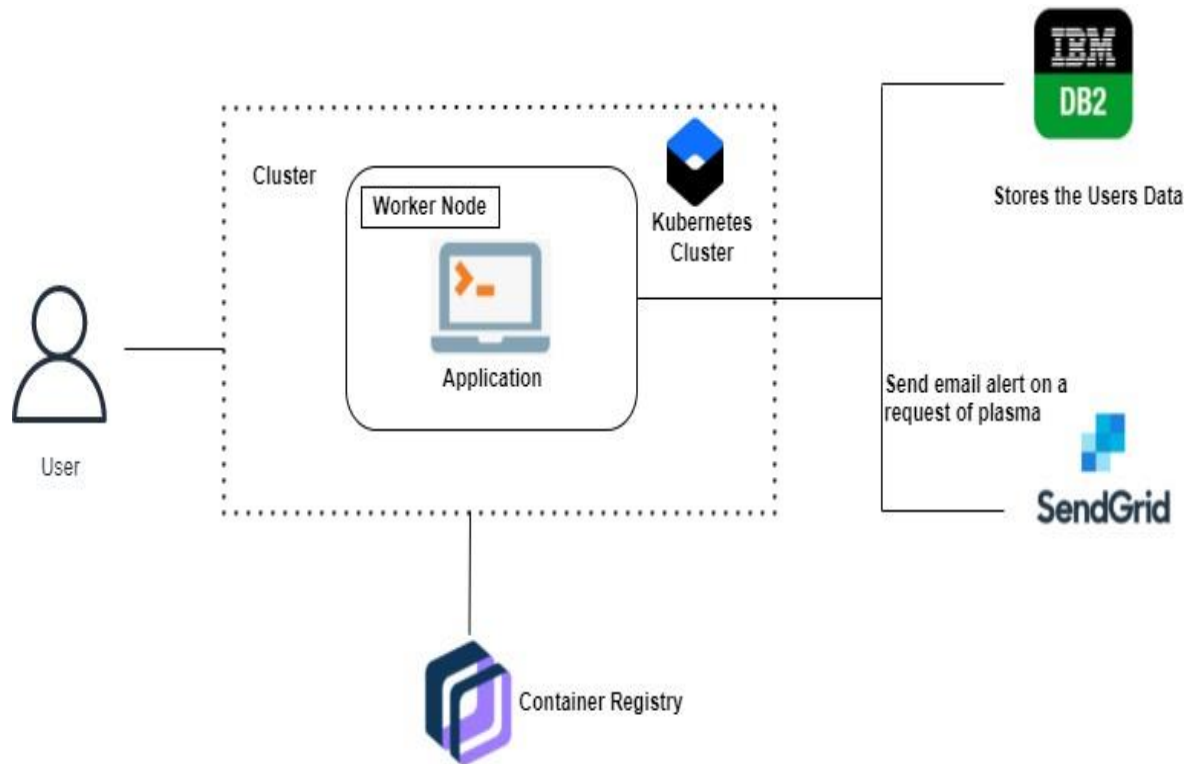 IBM
DB2
Stores the Users Data
Cluster
Worker Node
Kubernetes
Cluster
Application
User
Send email alert on a
request of plasma
SendGrid
Container Registry